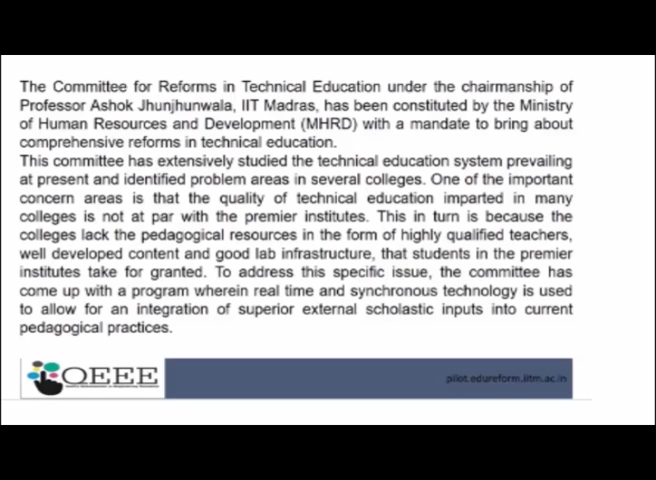 The Committee for Reforms in Technical Education under the chairmanship of
Professor Ashok Jhunjhunwala, IIT Madras, has been constituted by the Ministry
of Human Resources and Development (MHRD) with a mandate to bring about
comprehensive reforms in technical education.
This committee has extensively studied the technical education system prevailing
at present and identified problem areas in several colleges. One of the important
concern areas is that the quality of technical education imparted in many
colleges is not at par with the premier institutes. This in turn is because the
colleges lack the pedagogical resources in the form of highly qualified teachers,
well developed content and good lab infrastructure, that students in the premier
institutes take for granted. To address this specific issue, the committee has
come up with a program wherein real time and synchronous technology is used
to allow for an integration of superior external scholastic inputs into current
pedagogical practices.
QEEE
pilot.edureform.iitm.ac.in